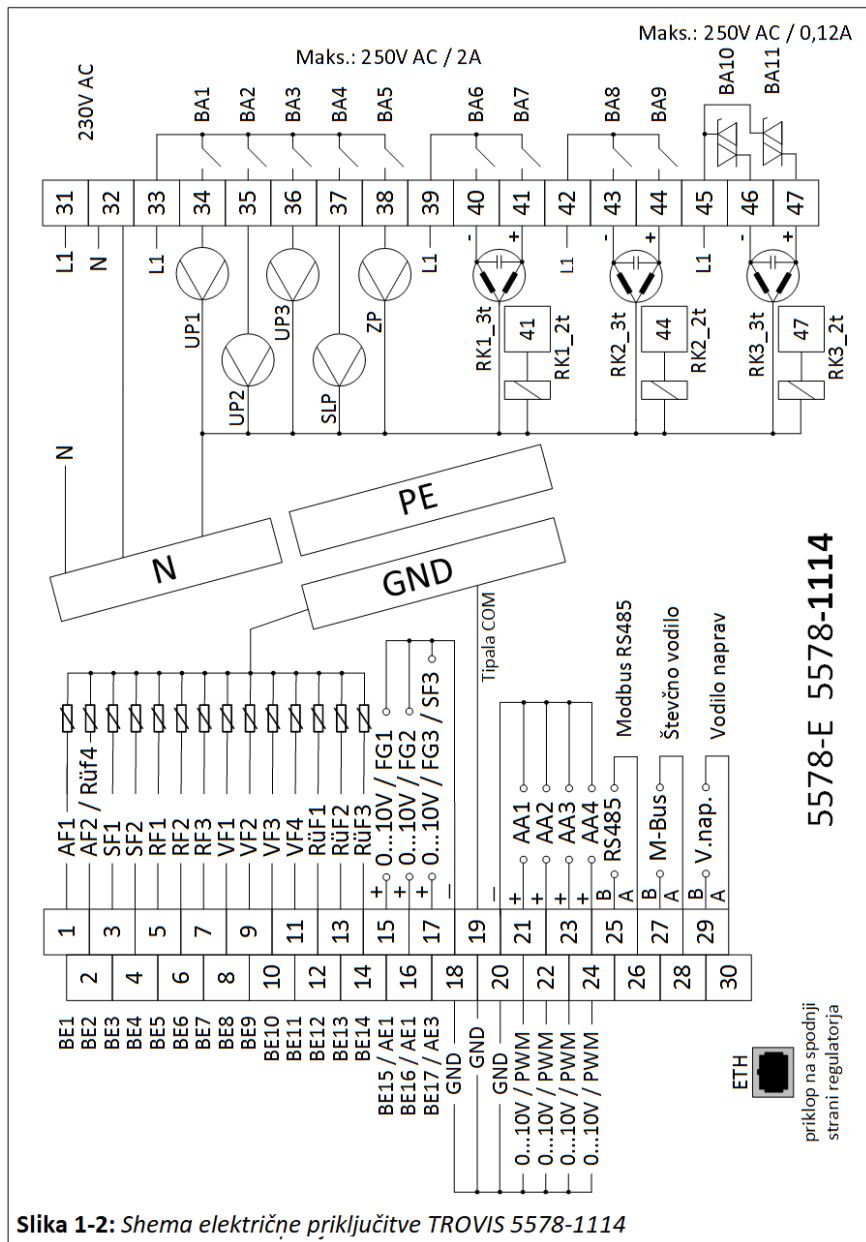 Maks.: 250V AC / 2A
Maks.: 250V AC / 0,12A
230V AC
BA1
BA2
BA3
BA4
BA5
BA6
BA7
BA8
BA9
BA10
BA11
31
32
33
34
35
36
37
38
39
40
41
42
43
44
45
46
47
L1
N
L1
L1
-
+
L1
-
+
L1
-
+
UP1
UP2
UP3
SLP
ZP
RK1_3t
41
RK1_2t
RK2_3t
44
RK2_2t
RK3_3t
47
RK3_2t
N
N
PE
GND
Tipala COM
AF1
AF2 / Rüf4
SF1
SF2
RF1
RF2
RF3
VF1
VF2
VF3
VF4
RüF1
RüF2
RüF3
+ 0...10V / FG1
+ 0...10V / FG2
+ 0...10V / FG3 / SF3
–
–
+ AA1
+ AA2
+ AA3
+ AA4
B
A
RS485
Modbus RS485
B
A
M-Bus
Števčno vodilo
B
A
V.nap.
Vodilo naprav
1
2
3
4
5
6
7
8
9
10
11
12
13
14
15
16
17
18
19
20
21
22
23
24
25
26
27
28
29
30
BE1
BE2
BE3
BE4
BE5
BE6
BE7
BE8
BE9
BE10
BE11
BE12
BE13
BE14
BE15 / AE1
BE16 / AE1
BE17 / AE3
GND
GND
GND
0...10V / PWM
0...10V / PWM
0...10V / PWM
0...10V / PWM
ETH
priklop na spodnji
strani regulatorja
5578-E 5578-1114
Slika 1-2: Shema električne priključitve TROVIS 5578-1114